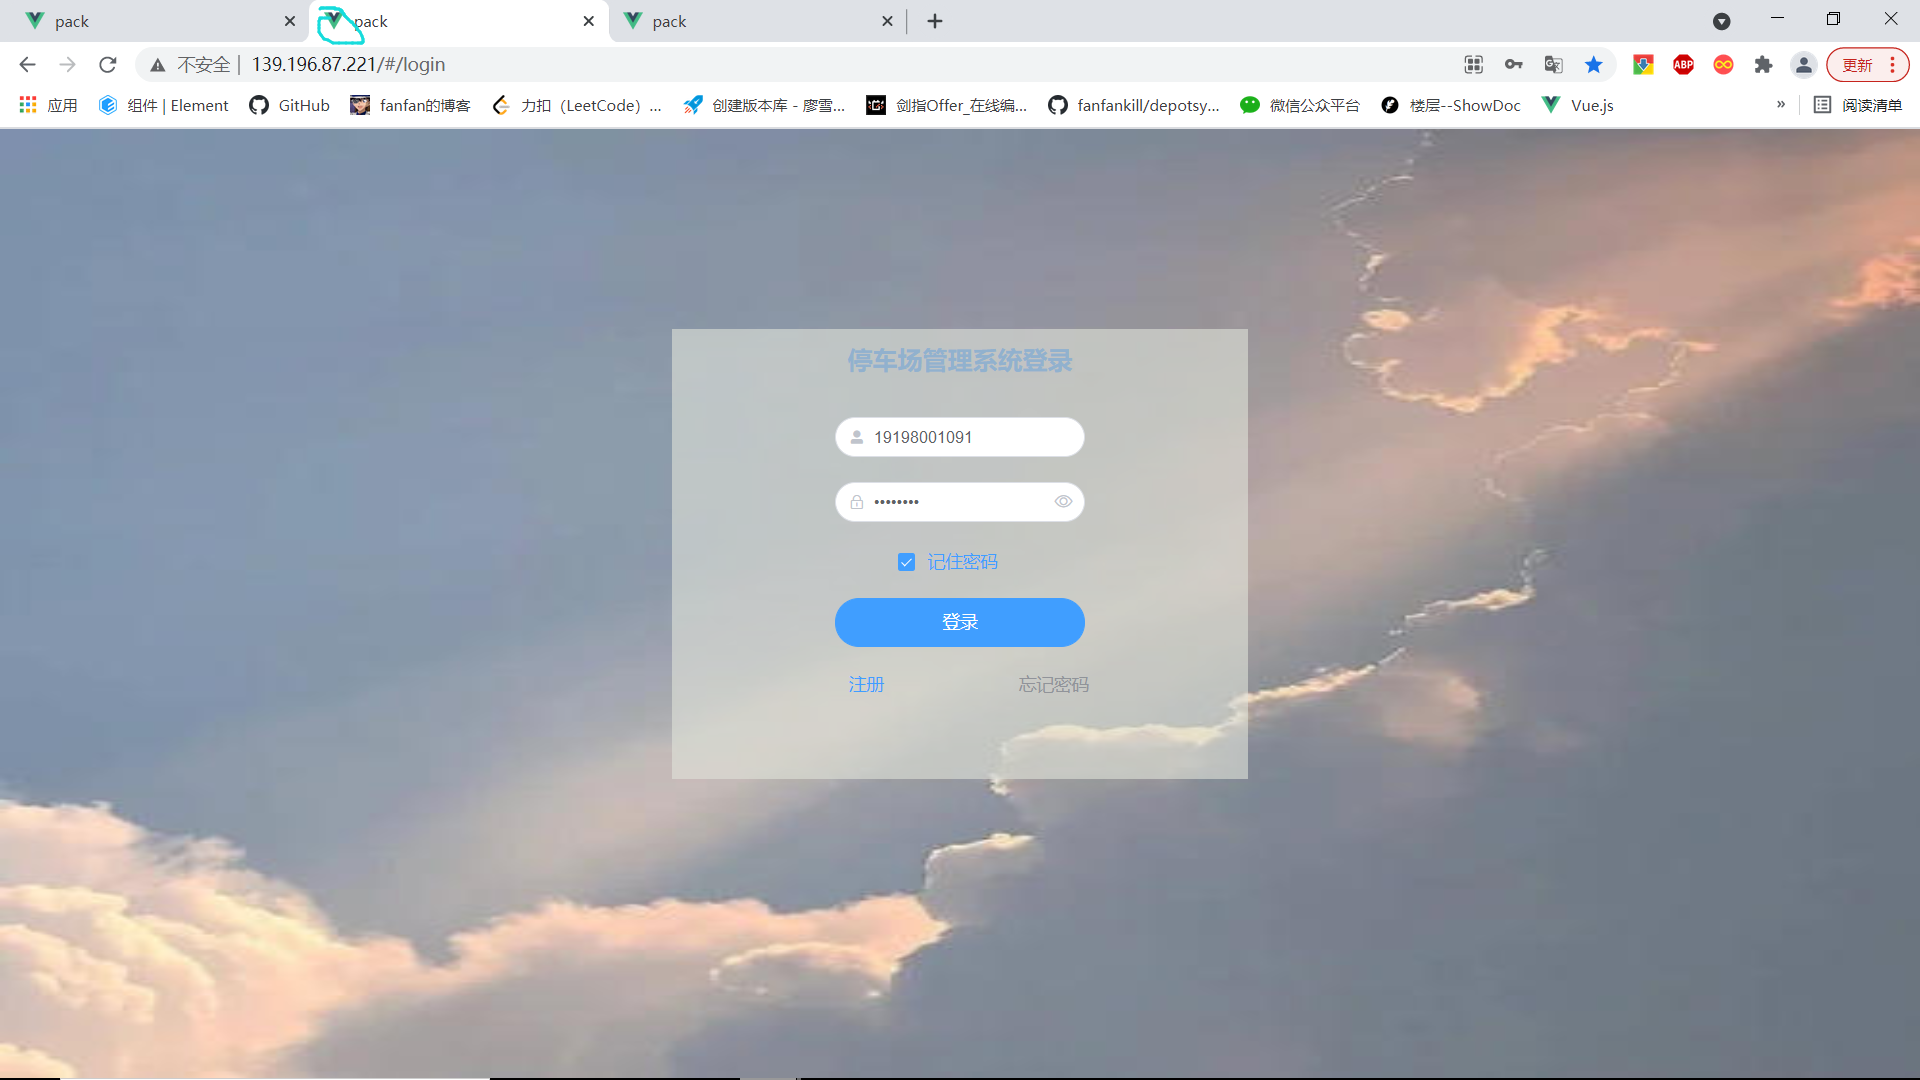 pack
pack
pack
不安全 | 139.196.87.221/#/login
更新
应用
组件 | Element
GitHub
fanfan的博客
力扣（LeetCode）...
创建版本库 - 廖雪...
剑指Offer_在线编...
fanfankill/depotsy...
微信公众平台
楼层--ShowDoc
Vue.js
»
阅读清单
停车场管理系统登录
19198001091
••••••••
记住密码
登录
注册
忘记密码
ABP